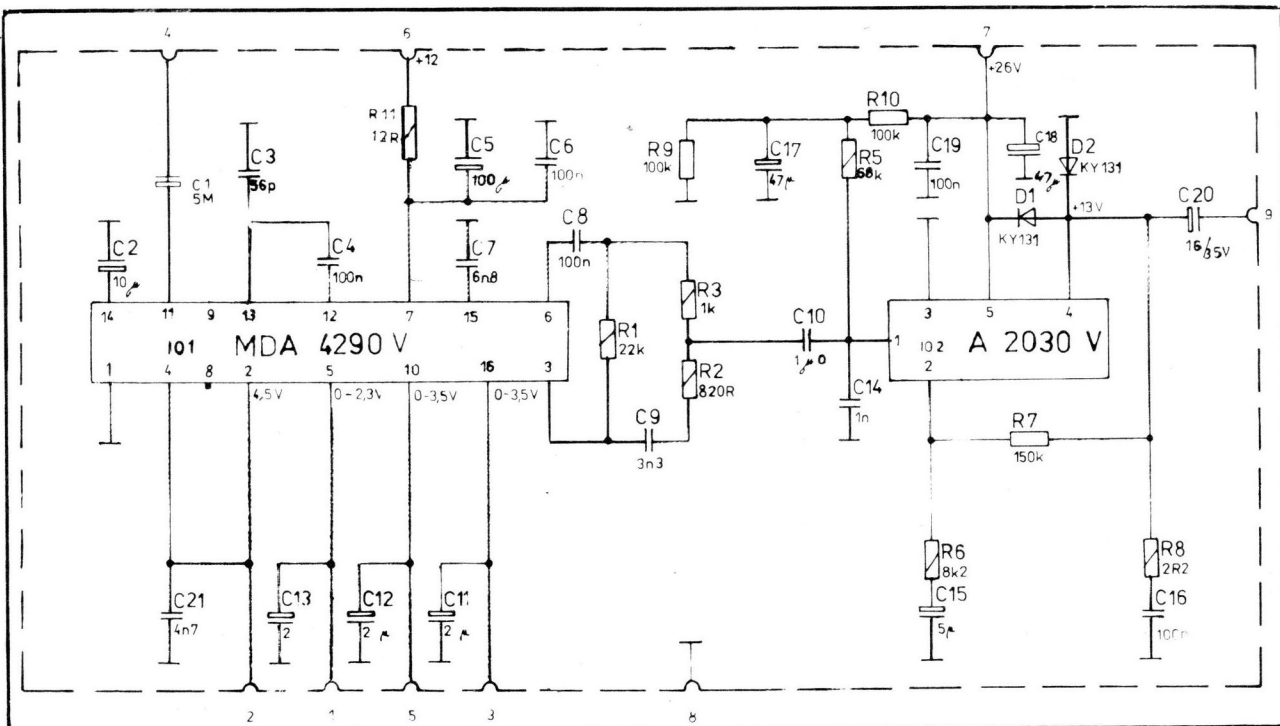 4
6
7
+12
+26V
R11
12R
C3
56p
C5
100 µ
C6
100n
R9
100k
C17
47µ
R10
100k
R5
68k
C19
100n
C18
47µ
D2
KY131
D1
KY131
+13V
C20
16/35V
9
C1
5M
C2
10 µ
C4
100n
C7
6n8
C8
100n
R3
1k
R1
22k
R2
820R
C9
3n3
C10
1µ0
C14
1n
14 11 9 13 12 7 15 6
IO1 MDA 4290 V
1 4 8 2 5 10 16 3
4,5V 0-2,3V 0-3,5V 0-3,5V
3 5 4
1 IO2 A 2030 V
2
R7
150k
R6
8k2
C15
5µ
R8
2R2
C16
100n
C21
4n7
C13
2
C12
2 µ
C11
2 µ
2 1 5 3 8